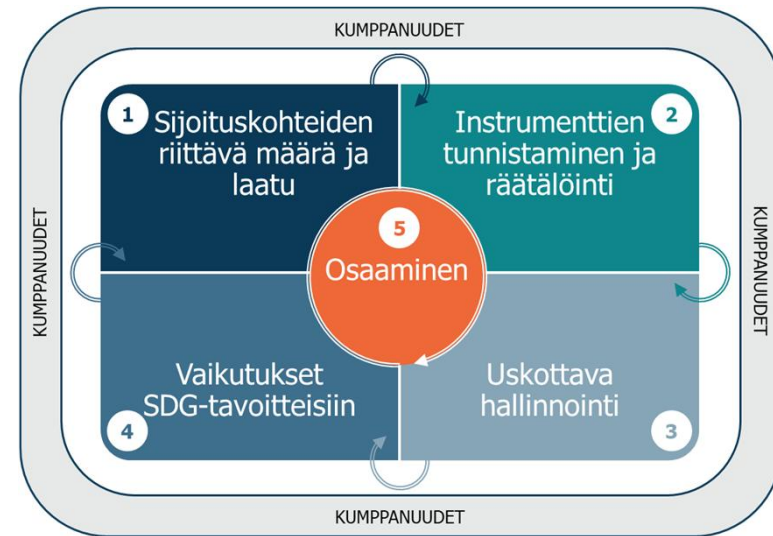 KUMPPANUUDET
1
Sijoituskohteiden
riittävä määrä ja
laatu
2
Instrumenttien
tunnistaminen ja
räätälöinti
KUMPPANUUDET
5
Osaaminen
KUMPPANUUDET
4
Vaikutukset
SDG-tavoitteisiin
3
Uskottava
hallinnointi
KUMPPANUUDET